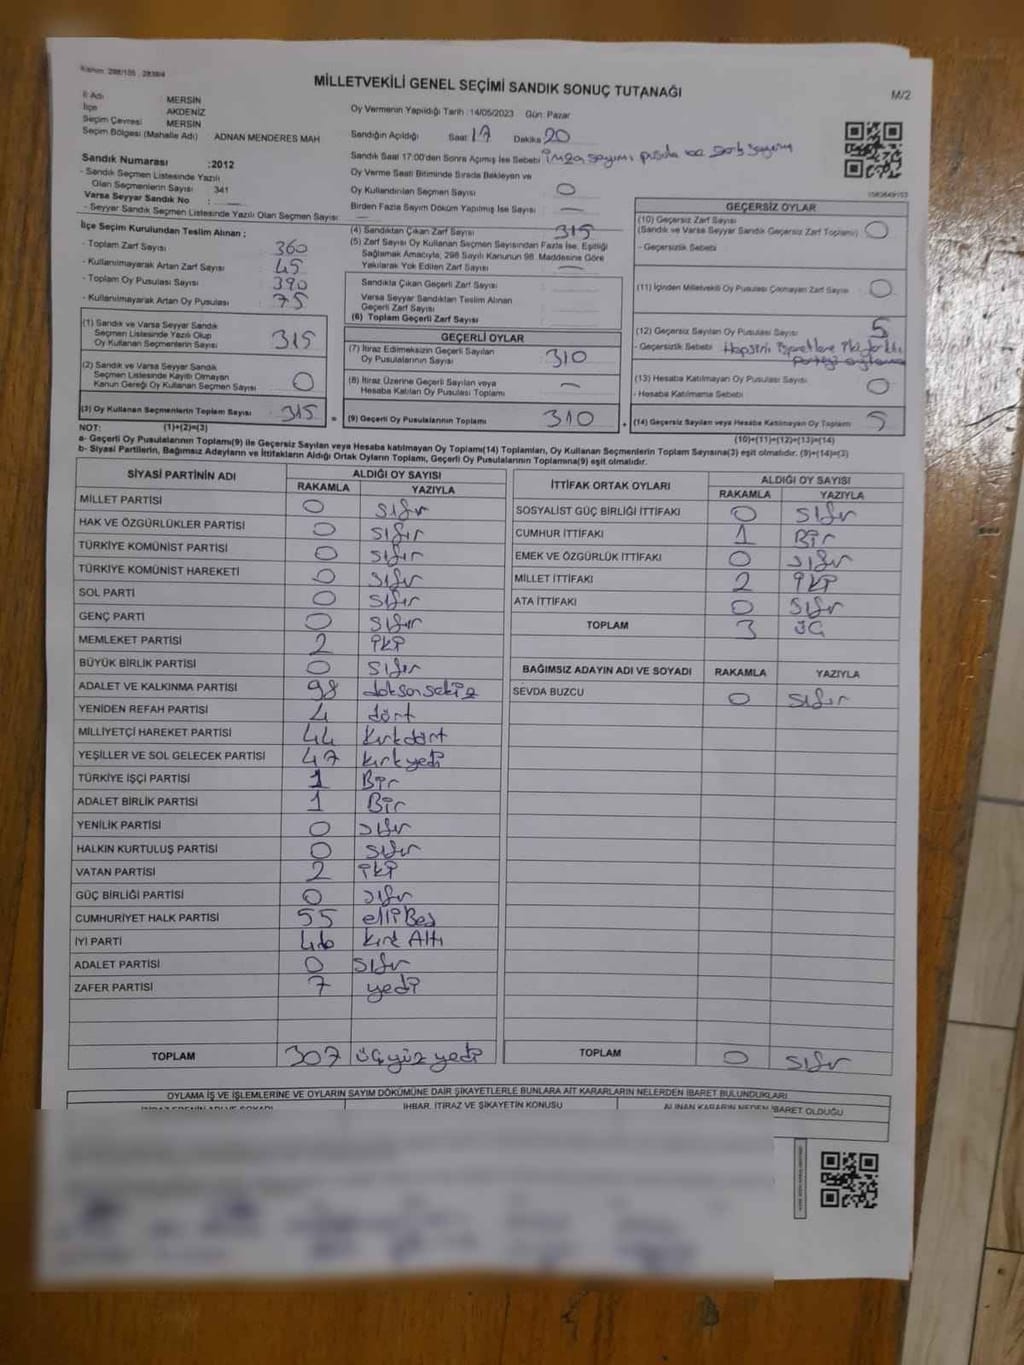 Kanun: 298/105 , 2839/4
MİLLETVEKİLİ GENEL SEÇİMİ SANDIK SONUÇ TUTANAĞI
M/2
İl Adı : MERSİN
İlçe : AKDENİZ
Seçim Çevresi : MERSİN
Seçim Bölgesi (Mahalle Adı) ADNAN MENDERES MAH
Oy Vermenin Yapıldığı Tarih : 14/05/2023 Gün: Pazar
Sandığın Açıldığı Saat 17 Dakika 20
Sandık Saat 17:00'den Sonra Açılmış İse Sebebi imza sayımı pusula ve
Oy Verme Saati Bitiminde Sırada Bekleyen ve
Oy Kullandırılan Seçmen Sayısı 0
Birden Fazla Sayım Döküm Yapılmış İse Sayısı —
Sandık Numarası :2012
- Sandık Seçmen Listesinde Yazılı
Olan Seçmenlerin Sayısı 341
Varsa Seyyar Sandık No :
- Seyyar Sandık Seçmen Listesinde Yazılı Olan Seçmen Sayısı: —
İlçe Seçim Kurulundan Teslim Alınan :
- Toplam Zarf Sayısı : 360
- Kullanılmayarak Artan Zarf Sayısı : 45
- Toplam Oy Pusulası Sayısı : 390
- Kullanılmayarak Artan Oy Pusulası : 75
(1) Sandık ve Varsa Seyyar Sandık
Seçmen Listesinde Yazılı Olup
Oy Kullanan Seçmenlerin Sayısı 315
(2) Sandık ve Varsa Seyyar Sandık
Seçmen Listesinde Kaydı Olmayan
Kanun Gereği Oy Kullanan Seçmen Sayısı 0
(3) Oy Kullanan Seçmenlerin Toplam Sayısı 315
(4) Sandıktan Çıkan Zarf Sayısı 315
(5) Zarf Sayısı Oy Kullanan Seçmen Sayısından Fazla İse, Eşitliği
Sağlamak Amacıyla; 298 Sayılı Kanunun 98. Maddesine Göre
Yakılarak Yok Edilen Zarf Sayısı —
Sandıkta Çıkan Geçerli Zarf Sayısı
Varsa Seyyar Sandıktan Teslim Alınan
Geçerli Zarf Sayısı
(6) Toplam Geçerli Zarf Sayısı
GEÇERLİ OYLAR
(7) İtiraz Edilmeksizin Geçerli Sayılan
Oy Pusulalarının Sayısı 310
(8) İtiraz Üzerine Geçerli Sayılan veya
Hesaba Katılan Oy Pusulası Toplamı —
(9) Geçerli Oy Pusulalarının Toplamı 310
GEÇERSİZ OYLAR
(10) Geçersiz Zarf Sayısı
(Sandık ve Varsa Seyyar Sandık Geçersiz Zarf Toplamı) 0
- Geçersizlik Sebebi
(11) İçinden Milletvekili Oy Pusulası Çıkmayan Zarf Sayısı 0
(12) Geçersiz Sayılan Oy Pusulası Sayısı 5
- Geçersizlik Sebebi Hepsini
(13) Hesaba Katılmayan Oy Pusulası Sayısı 0
- Hesaba Katılmama Sebebi
(14) Geçersiz Sayılan veya Hesaba Katılmayan Oy Toplamı 5
NOT: (1)+(2)=(3)
(10)+(11)+(12)+(13)=(14)
a- Geçerli Oy Pusulalarının Toplamı(9) ile Geçersiz Sayılan veya Hesaba katılmayan Oy Toplamı(14) Toplamları, Oy Kullanan Seçmenlerin Toplam Sayısına(3) eşit olmalıdır. (9)+(14)=(3)
b- Siyasi Partilerin, Bağımsız Adayların ve İttifakların Aldığı Ortak Oyların Toplamı, Geçerli Oy Pusulalarının Toplamına(9) eşit olmalıdır.
SİYASİ PARTİNİN ADI ALDIĞI OY SAYISI
RAKAMLA YAZIYLA
MİLLET PARTİSİ 0 sıfır
HAK VE ÖZGÜRLÜKLER PARTİSİ 0 sıfır
TÜRKİYE KOMÜNİST PARTİSİ 0 sıfır
TÜRKİYE KOMÜNİST HAREKETİ 0 sıfır
SOL PARTİ 0 sıfır
GENÇ PARTİ 0 sıfır
MEMLEKET PARTİSİ 2 iki
BÜYÜK BİRLİK PARTİSİ 0 sıfır
ADALET VE KALKINMA PARTİSİ 98 doksansekiz
YENİDEN REFAH PARTİSİ 4 dört
MİLLİYETÇİ HAREKET PARTİSİ 44 kırkdört
YEŞİLLER VE SOL GELECEK PARTİSİ 47 kırkyedi
TÜRKİYE İŞÇİ PARTİSİ 1 Bir
ADALET BİRLİK PARTİSİ 1 Bir
YENİLİK PARTİSİ 0 sıfır
HALKIN KURTULUŞ PARTİSİ 0 sıfır
VATAN PARTİSİ 2 iki
GÜÇ BİRLİĞİ PARTİSİ 0 sıfır
CUMHURİYET HALK PARTİSİ 55 elliBeş
İYİ PARTİ 46 kırk Altı
ADALET PARTİSİ 0 sıfır
ZAFER PARTİSİ 7 yedi
TOPLAM 307 üçyüz yedi
İTTİFAK ORTAK OYLARI ALDIĞI OY SAYISI
RAKAMLA YAZIYLA
SOSYALİST GÜÇ BİRLİĞİ İTTİFAKI 0 sıfır
CUMHUR İTTİFAKI 1 Bir
EMEK VE ÖZGÜRLÜK İTTİFAKI 0 sıfır
MİLLET İTTİFAKI 2 iki
ATA İTTİFAKI 0 sıfır
TOPLAM 3 üç
BAĞIMSIZ ADAYIN ADI VE SOYADI RAKAMLA YAZIYLA
SEVDA BUZCU 0 sıfır
TOPLAM 0 sıfır
OYLAMA İŞ VE İŞLEMLERİNE VE OYLARIN SAYIM DÖKÜMÜNE DAİR ŞİKAYETLERLE BUNLARA AİT KARARLARIN NELERDEN İBARET BULUNDUKLARI
İHBAR, İTİRAZ VE ŞİKAYETİN KONUSU
ALINAN KARARIN NEDEN İBARET OLDUĞU